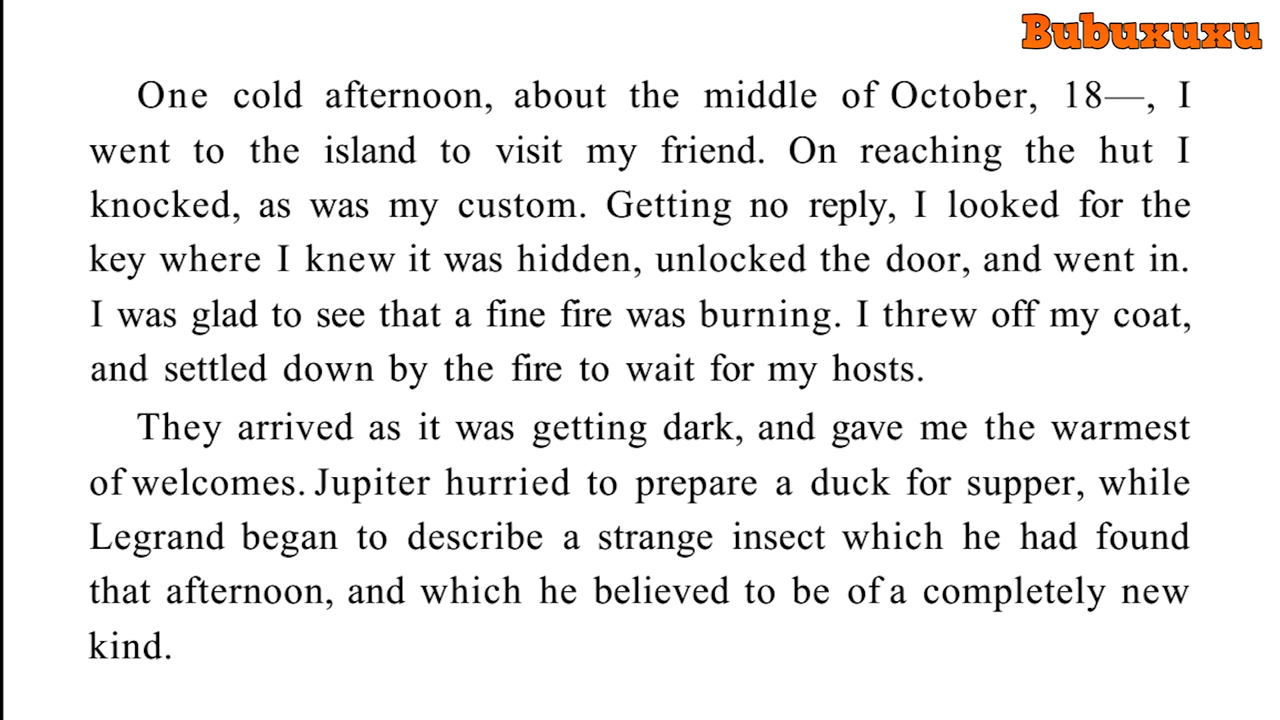 Bubuxuxu
One cold afternoon, about the middle of October, 18—, I
went to the island to visit my friend. On reaching the hut I
knocked, as was my custom. Getting no reply, I looked for the
key where I knew it was hidden, unlocked the door, and went in.
I was glad to see that a fine fire was burning. I threw off my coat,
and settled down by the fire to wait for my hosts.
They arrived as it was getting dark, and gave me the warmest
of welcomes. Jupiter hurried to prepare a duck for supper, while
Legrand began to describe a strange insect which he had found
that afternoon, and which he believed to be of a completely new
kind.